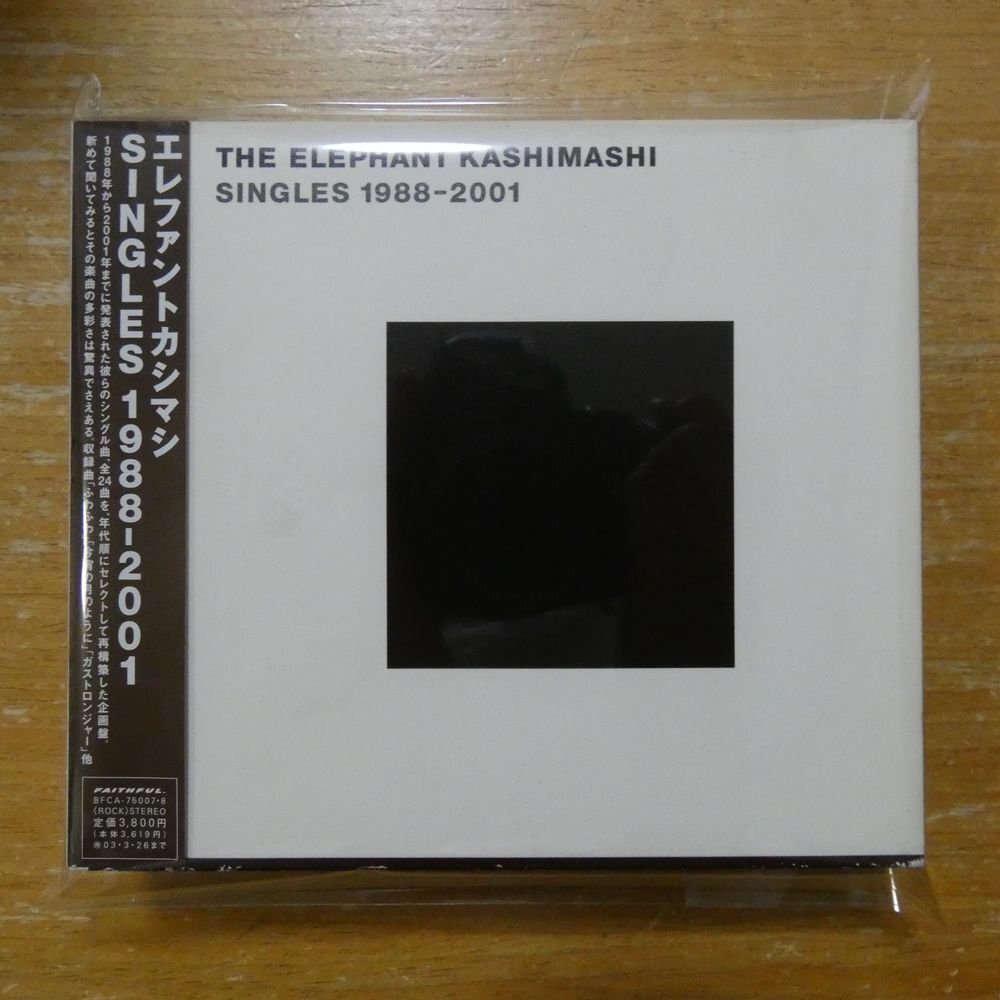 THE ELEPHANT KASHIMASHI
SINGLES 1988-2001
エレファントカシマシ
SINGLES 1988-2001
1988年から2001年までに発表された彼らのシングル曲、全24曲を、年代順にセレクトして再構築した企画盤。
新めて聞いてみるとその楽曲の多彩さは驚異でさえある。収録曲「ふわふわ」「今宵の月のように」「ガストロンジャー」他
FAITHFUL.
BFCA-75007・8
(ROCK)STEREO
定価3,800円
(本体3,619円)
03・3・26まで